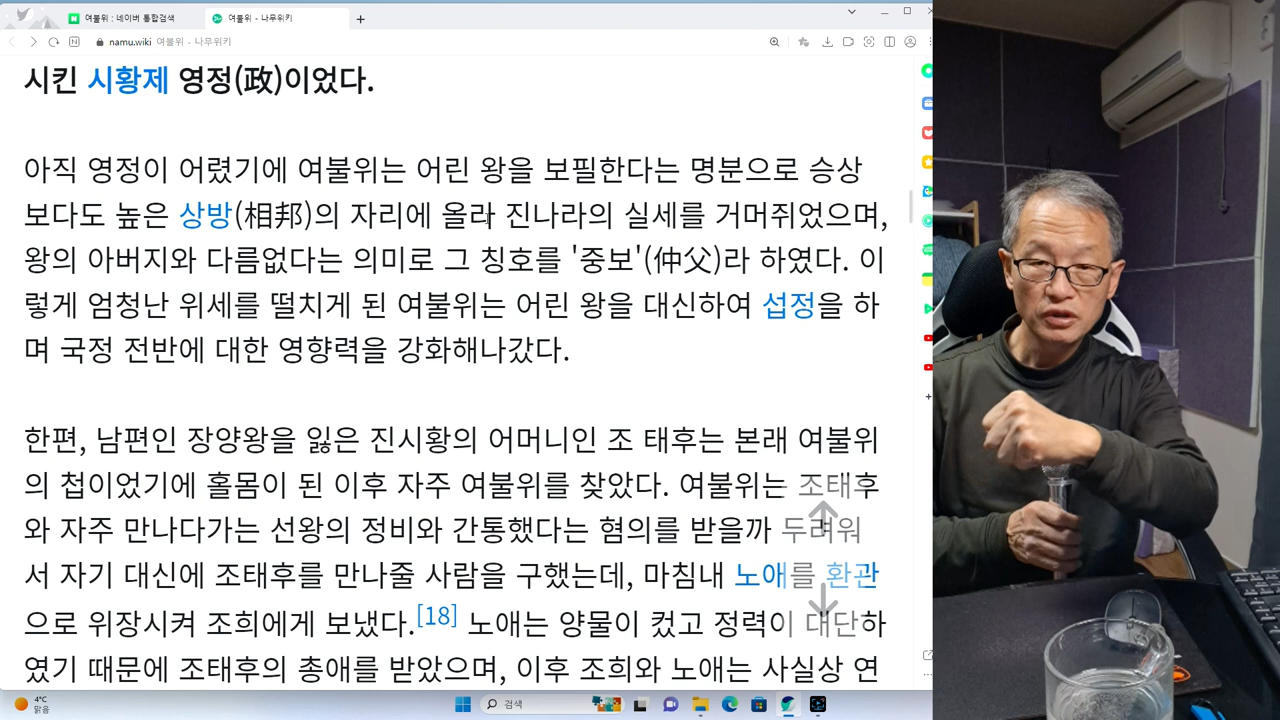 여불위 : 네이버 통합검색
여불위 - 나무위키
namu.wiki 여불위 - 나무위키
시킨 시황제 영정(政)이었다.
아직 영정이 어렸기에 여불위는 어린 왕을 보필한다는 명분으로 승상
보다도 높은 상방(相邦)의 자리에 올라 진나라의 실세를 거머쥐었으며,
왕의 아버지와 다름없다는 의미로 그 칭호를 '중보'(仲父)라 하였다. 이
렇게 엄청난 위세를 떨치게 된 여불위는 어린 왕을 대신하여 섭정을 하
며 국정 전반에 대한 영향력을 강화해나갔다.
한편, 남편인 장양왕을 잃은 진시황의 어머니인 조 태후는 본래 여불위
의 첩이었기에 홀몸이 된 이후 자주 여불위를 찾았다. 여불위는 조태후
와 자주 만나다가는 선왕의 정비와 간통했다는 혐의를 받을까 두려워
서 자기 대신에 조태후를 만나줄 사람을 구했는데, 마침내 노애를 환관
으로 위장시켜 조희에게 보냈다.[18] 노애는 양물이 컸고 정력이 대단하
였기 때문에 조태후의 총애를 받았으며, 이후 조희와 노애는 사실상 연
4°C
맑음
검색